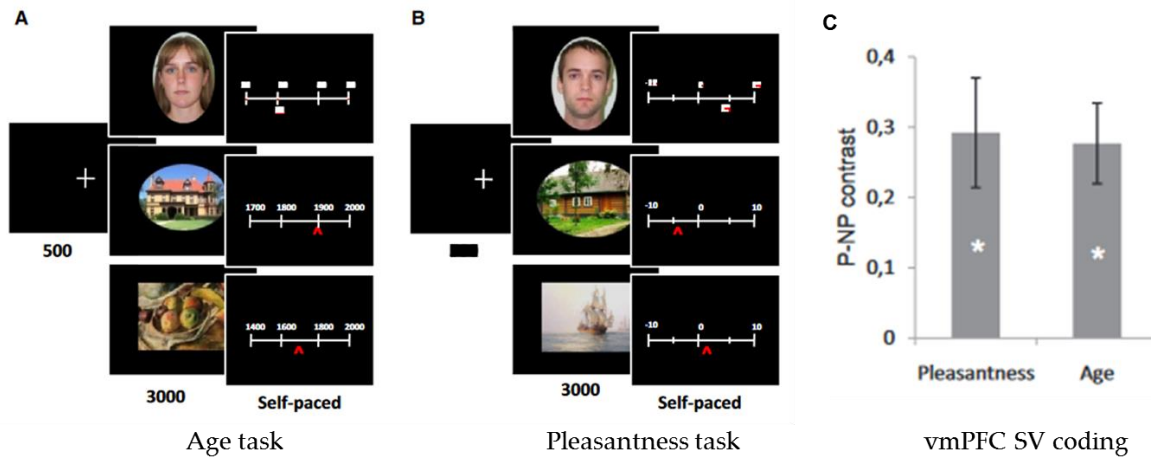 A
1700 1800 1900 2000
500
1400 1600 1800 2000
3000
Self-paced
Age task
B
-10 0 10
-10 0 10
3000
Self-paced
Pleasantness task
C
P-NP contrast
0,4
0,3
0,2
0,1
0
*
*
Pleasantness
Age
vmPFC SV coding